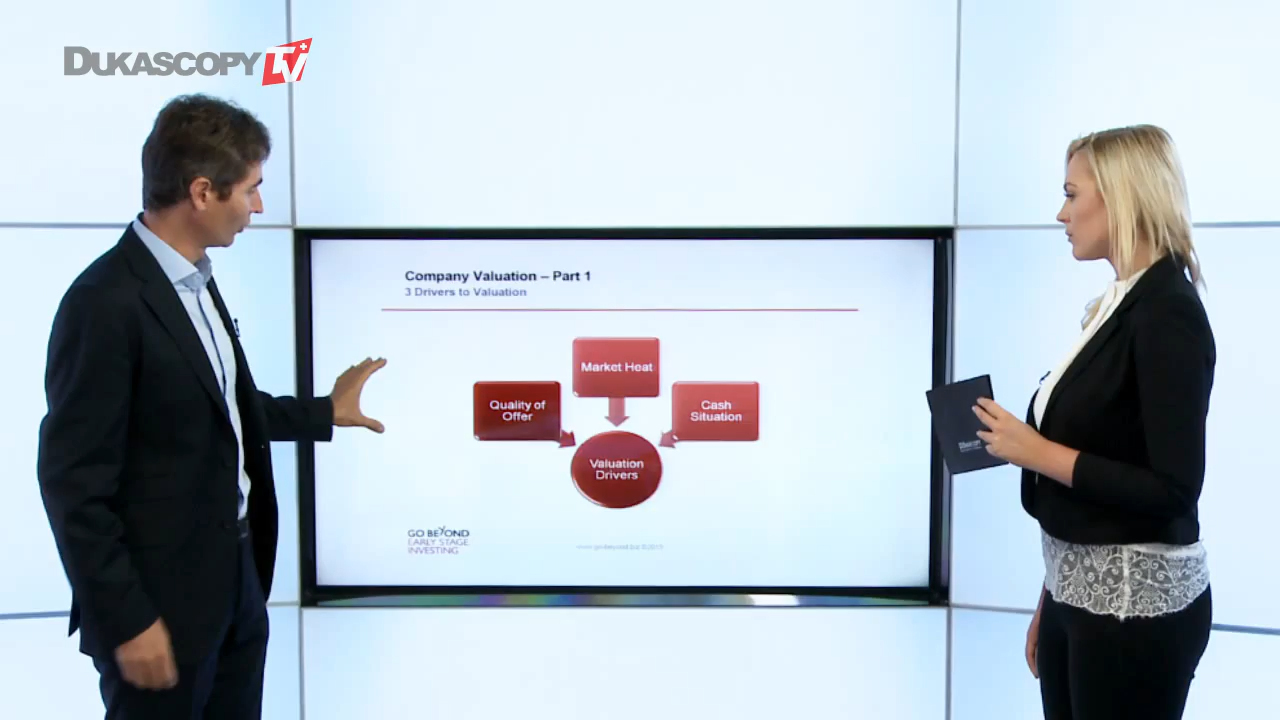 DUKASCOPY TV
Company Valuation – Part 1
3 Drivers to Valuation
Market Heat
Quality of
Offer
Cash
Situation
Valuation
Drivers
GO BEYOND
EARLY STAGE
INVESTING